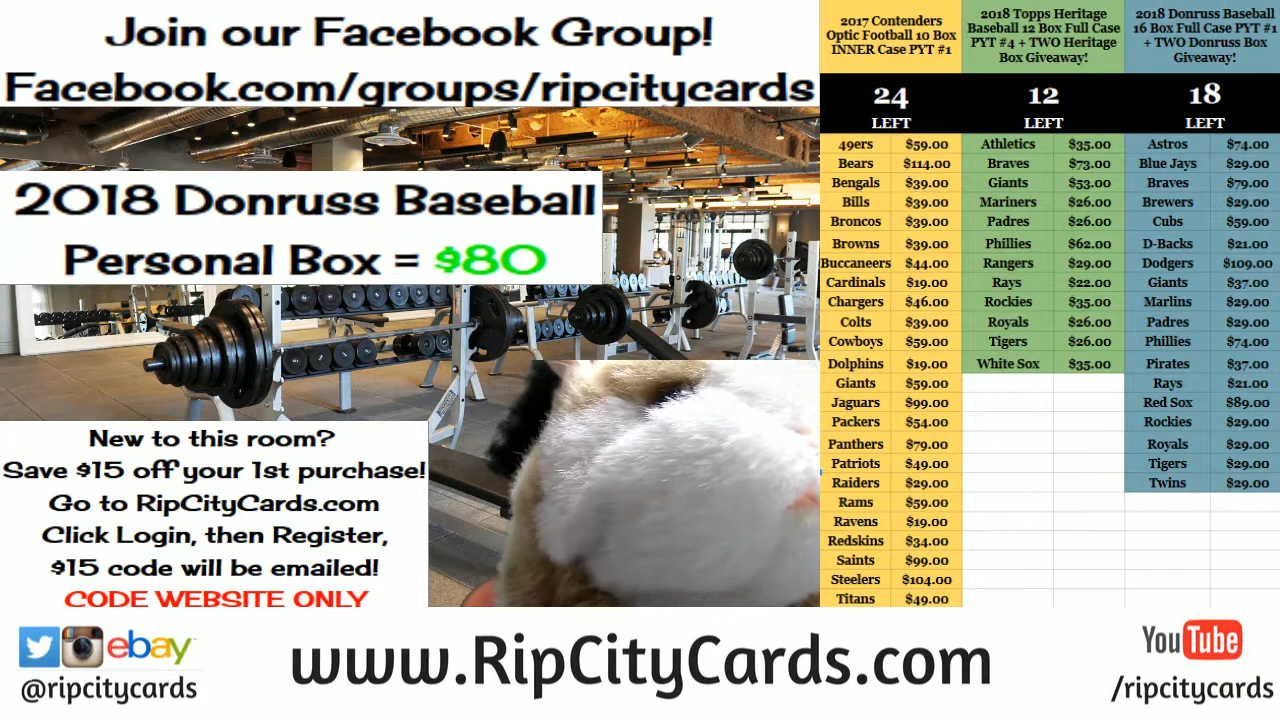 Join our Facebook Group!
Facebook.com/groups/ripcitycards
2018 Donruss Baseball
Personal Box = $80
New to this room?
Save $15 off your 1st purchase!
Go to RipCityCards.com
Click Login, then Register,
$15 code will be emailed!
CODE WEBSITE ONLY
2017 Contenders
Optic Football 10 Box
INNER Case PYT #1
24
LEFT
49ers $59.00
Bears $114.00
Bengals $39.00
Bills $39.00
Broncos $39.00
Browns $39.00
Buccaneers $44.00
Cardinals $19.00
Chargers $46.00
Colts $39.00
Cowboys $59.00
Dolphins $19.00
Giants $59.00
Jaguars $99.00
Packers $54.00
Panthers $79.00
Patriots $49.00
Raiders $29.00
Rams $59.00
Ravens $19.00
Redskins $34.00
Saints $99.00
Steelers $104.00
Titans $49.00
2018 Topps Heritage
Baseball 12 Box Full Case
PYT #4 + TWO Heritage
Box Giveaway!
12
LEFT
Athletics $35.00
Braves $73.00
Giants $53.00
Mariners $26.00
Padres $26.00
Phillies $62.00
Rangers $29.00
Rays $22.00
Rockies $35.00
Royals $26.00
Tigers $26.00
White Sox $35.00
2018 Donruss Baseball
16 Box Full Case PYT #1
+ TWO Donruss Box
Giveaway!
18
LEFT
Astros $74.00
Blue Jays $29.00
Braves $79.00
Brewers $29.00
Cubs $59.00
D-Backs $21.00
Dodgers $109.00
Giants $37.00
Marlins $29.00
Padres $29.00
Phillies $74.00
Pirates $37.00
Rays $21.00
Red Sox $89.00
Rockies $29.00
Royals $29.00
Tigers $29.00
Twins $29.00
ebay
@ripcitycards
www.RipCityCards.com
YouTube
/ripcitycards